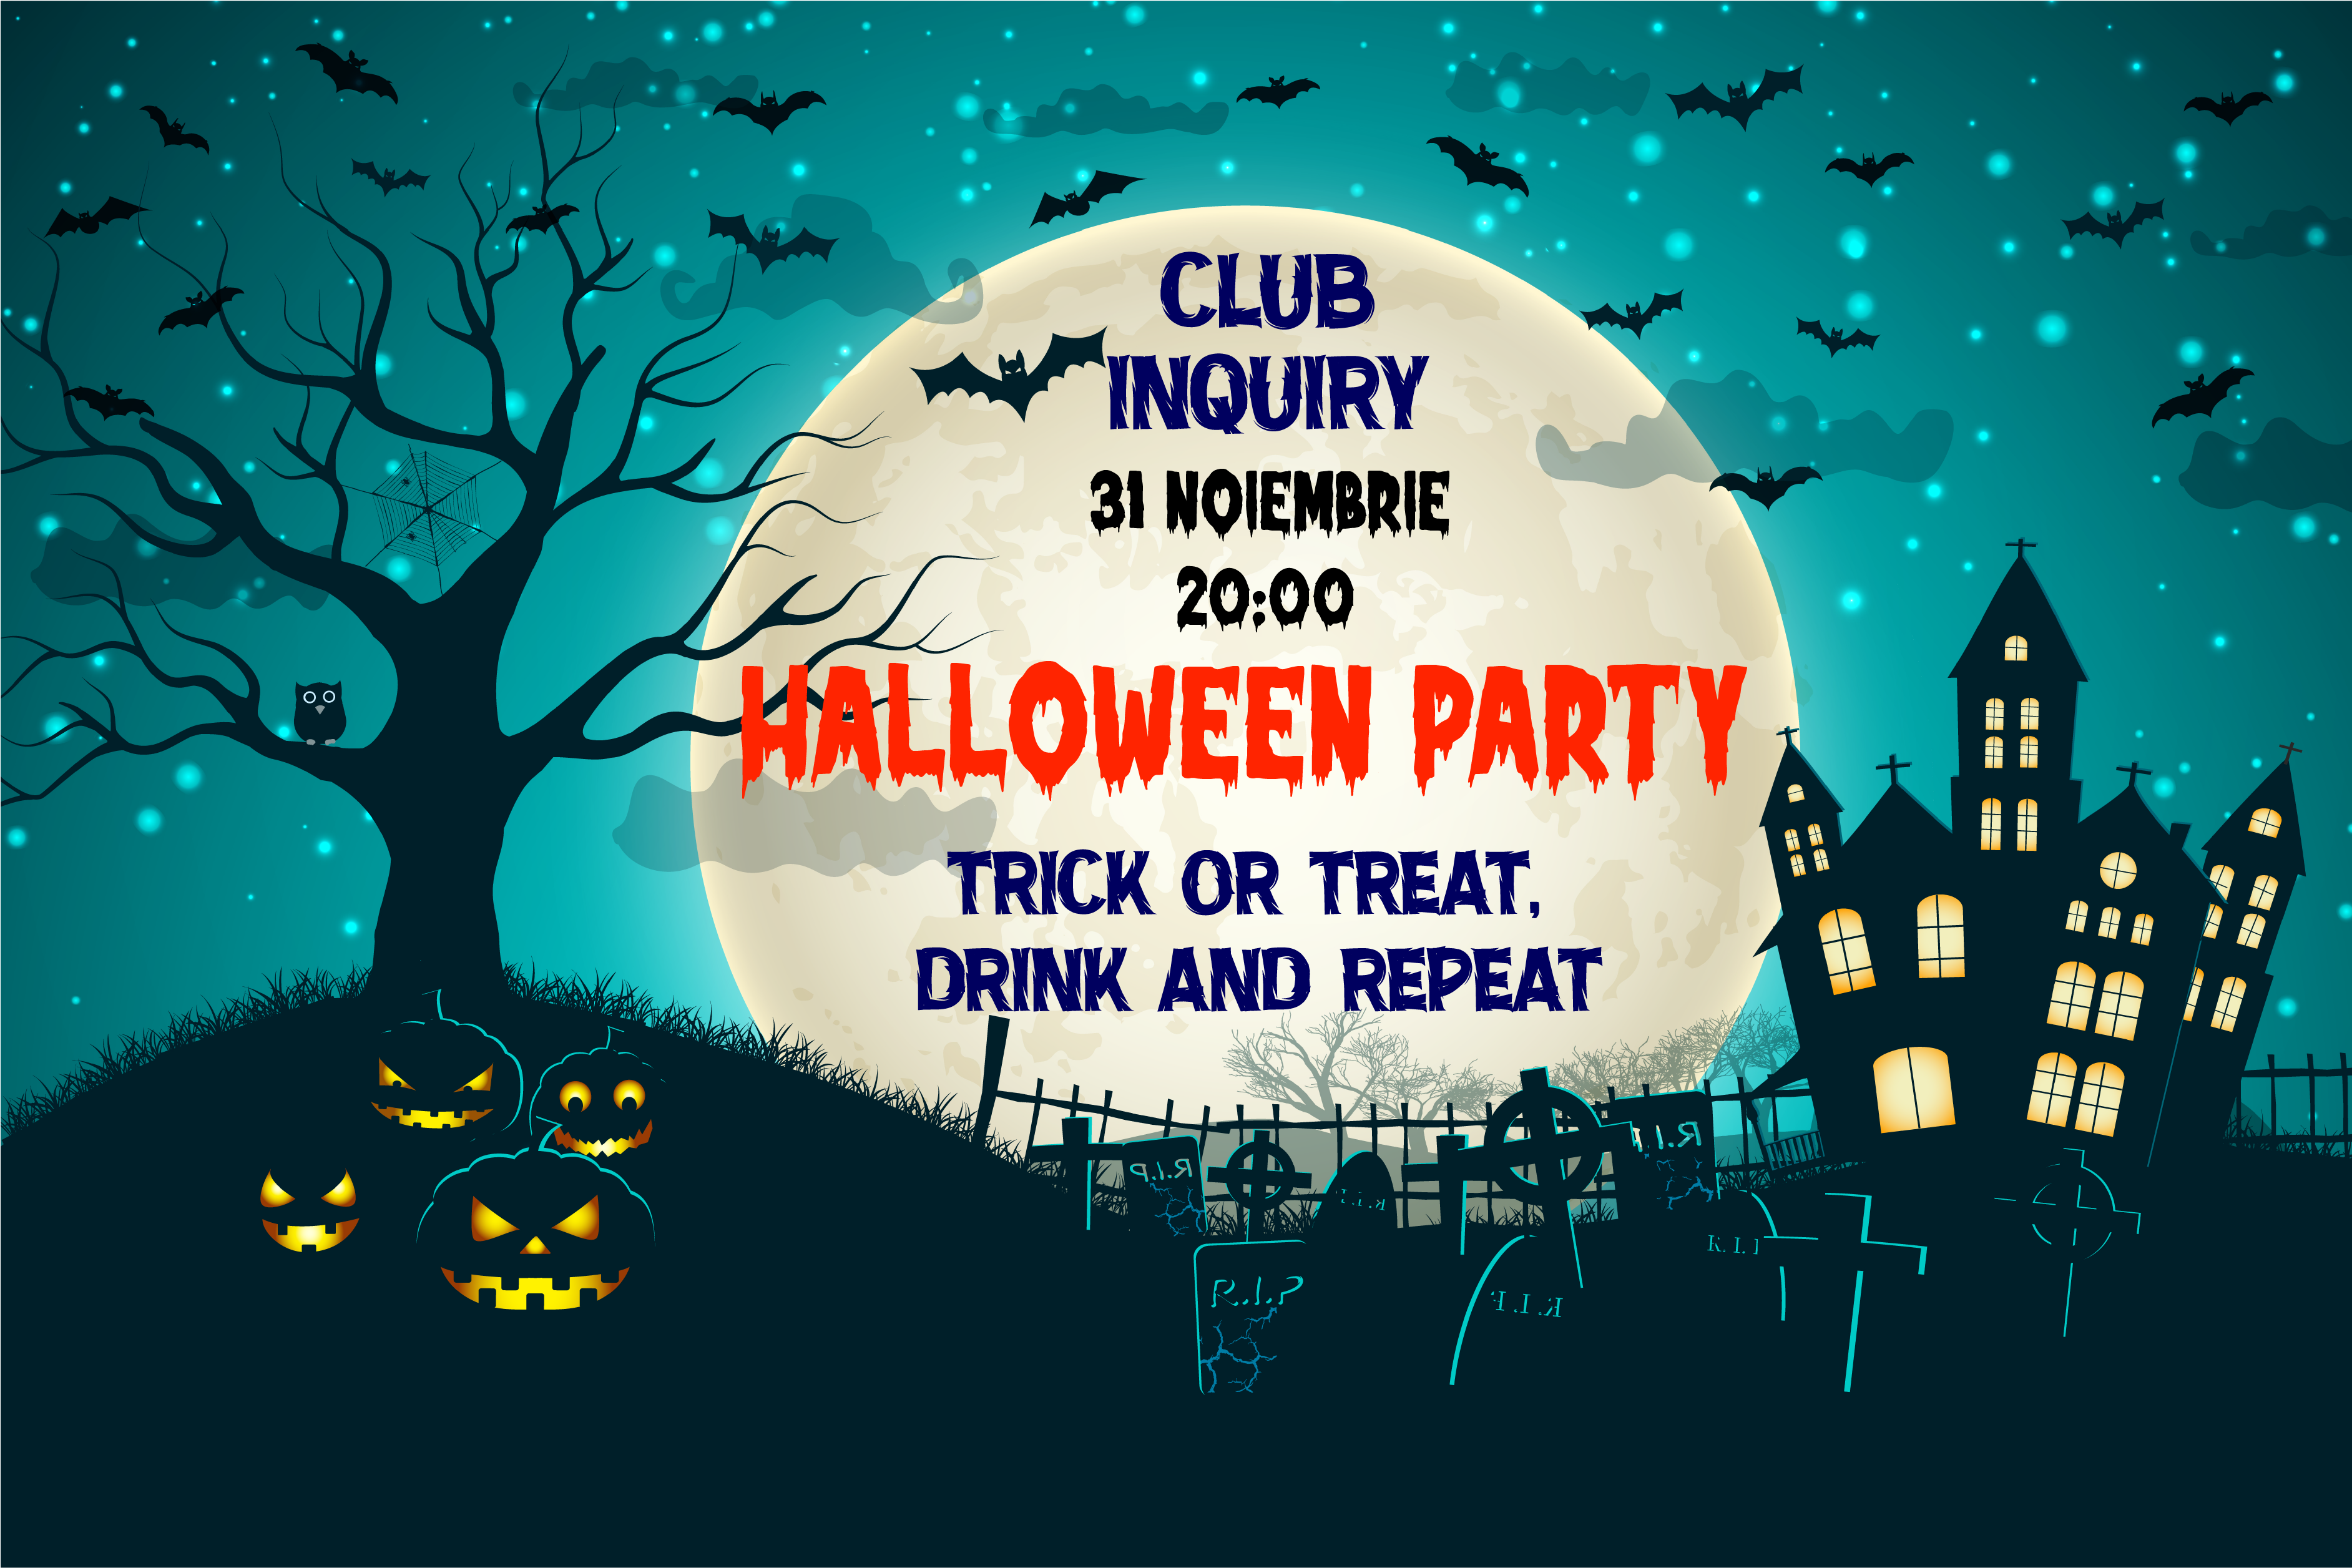 CLUB
INQUIRY
31 NOIEMBRIE
20:00
HALLOWEEN PARTY
TRICK OR TREAT,
DRINK AND REPEAT
R.I.P
R.I.P